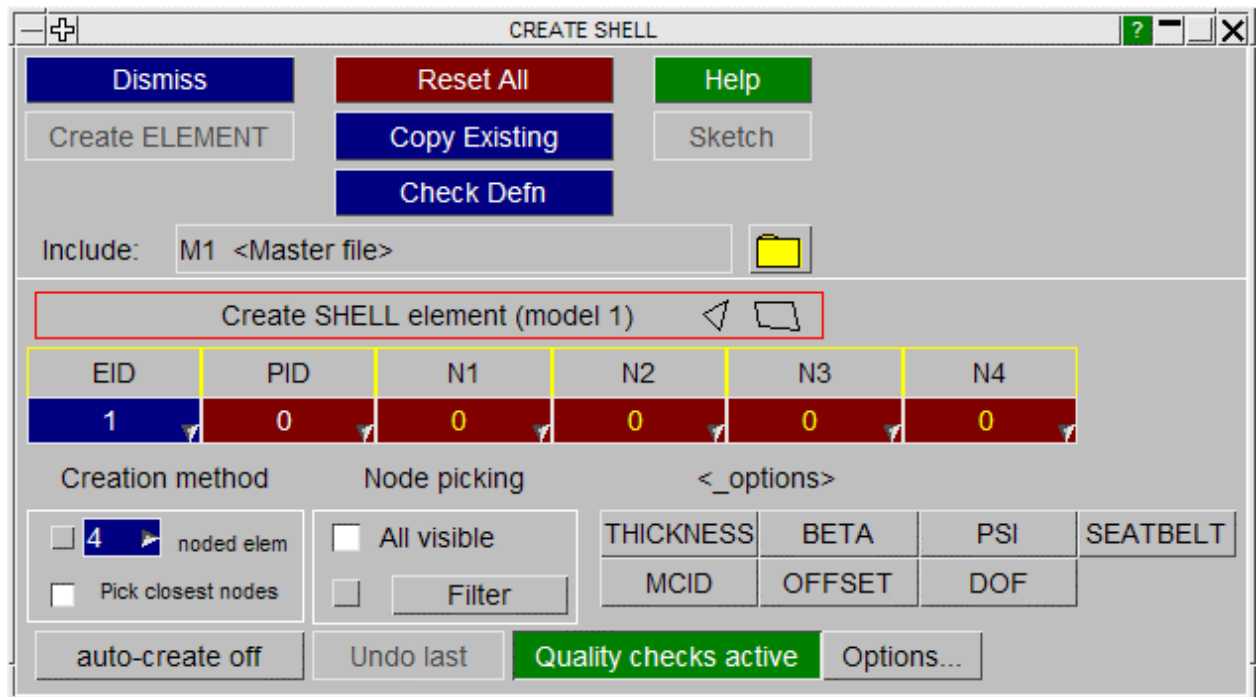 CREATE SHELL ?
Dismiss Reset All Help
Create ELEMENT Copy Existing Sketch
Check Defn
Include: M1 <Master file>
Create SHELL element (model 1)
EID PID N1 N2 N3 N4
1 0 0 0 0 0
Creation method Node picking <_options>
4 noded elem All visible THICKNESS BETA PSI SEATBELT
Pick closest nodes Filter MCID OFFSET DOF
auto-create off Undo last Quality checks active Options...